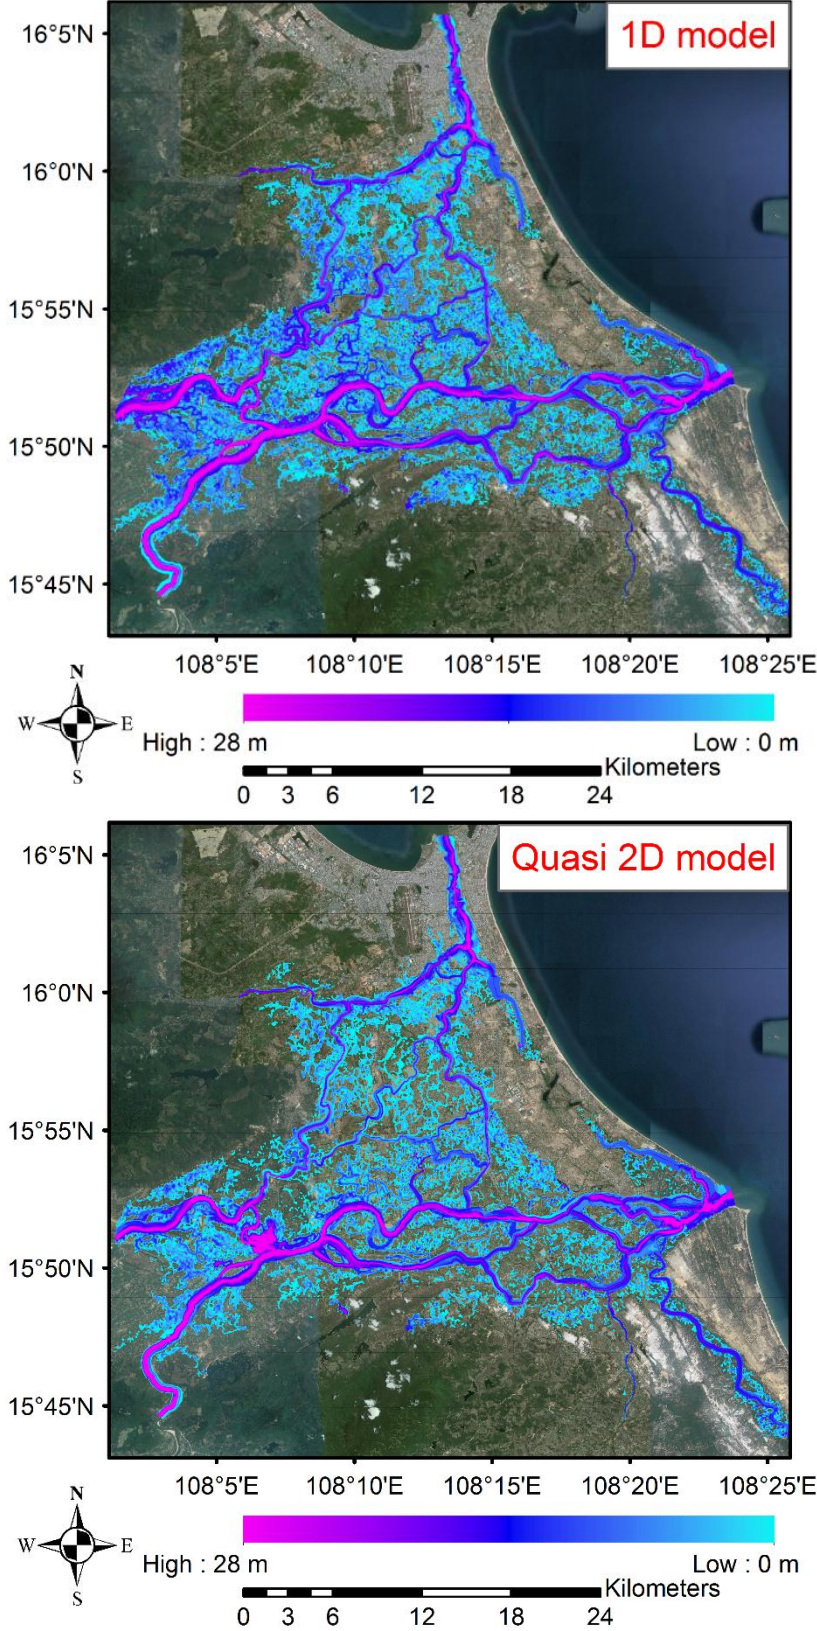 1D model
16°5'N
16°0'N
15°55'N
15°50'N
15°45'N
108°5'E 108°10'E 108°15'E 108°20'E 108°25'E
N
W E
S
High : 28 m Low : 0 m
Kilometers
0 3 6 12 18 24
Quasi 2D model
16°5'N
16°0'N
15°55'N
15°50'N
15°45'N
108°5'E 108°10'E 108°15'E 108°20'E 108°25'E
N
W E
S
High : 28 m Low : 0 m
Kilometers
0 3 6 12 18 24